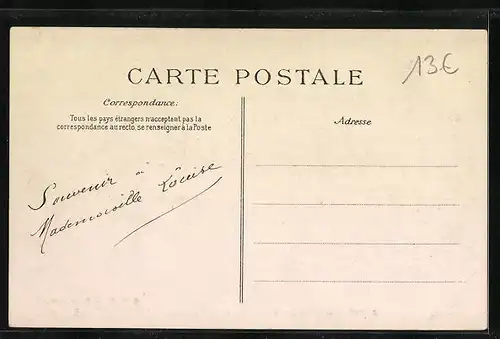 13€
CARTE POSTALE
Correspondance:
Tous les pays étrangers n'acceptant pas la
correspondance au recto, se renseigner à la Poste
Adresse
Souvenir à
Mademoiselle Louise